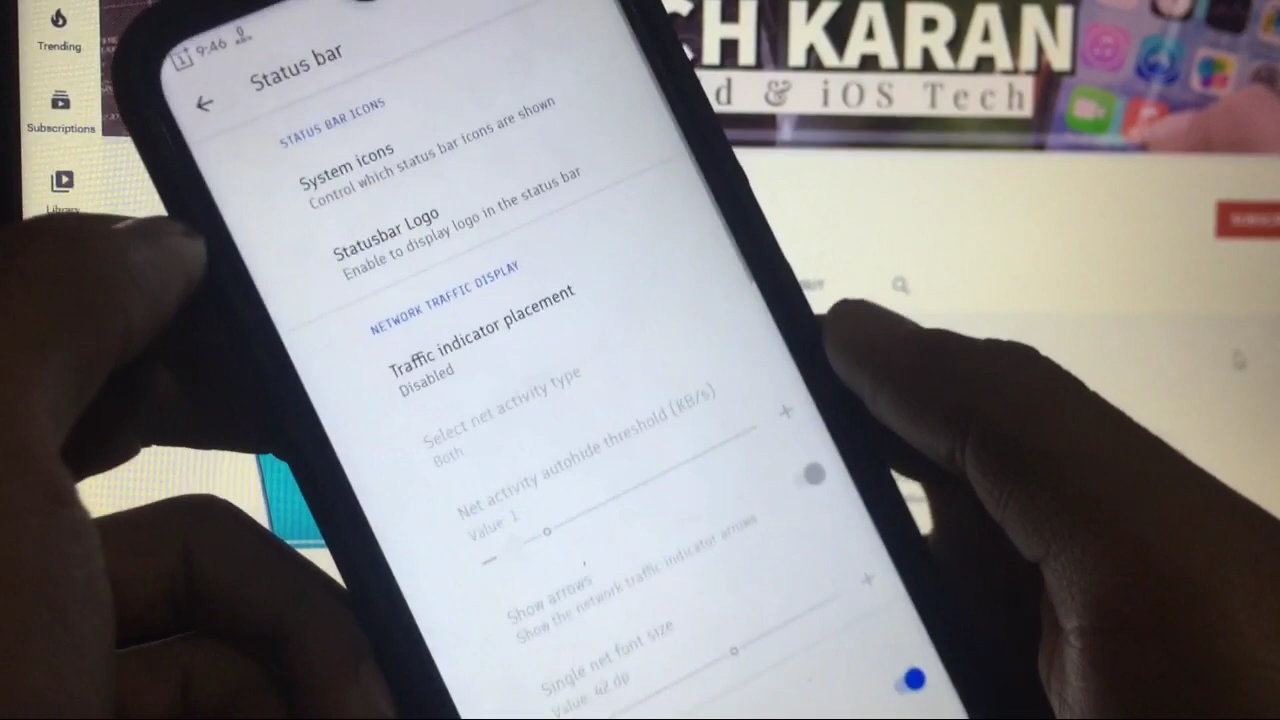 Trending
Subscriptions
Library
CH KARAN
d & iOS Tech
9:46
Status bar
STATUS BAR ICONS
System icons
Control which status bar icons are shown
Statusbar Logo
Enable to display logo in the status bar
NETWORK TRAFFIC DISPLAY
Traffic indicator placement
Disabled
Select net activity type
Both
Net activity autohide threshold (KB/s)
Value: 1
Show arrows
Show the network traffic indicator arrows
Single net font size
Value: 42 dp